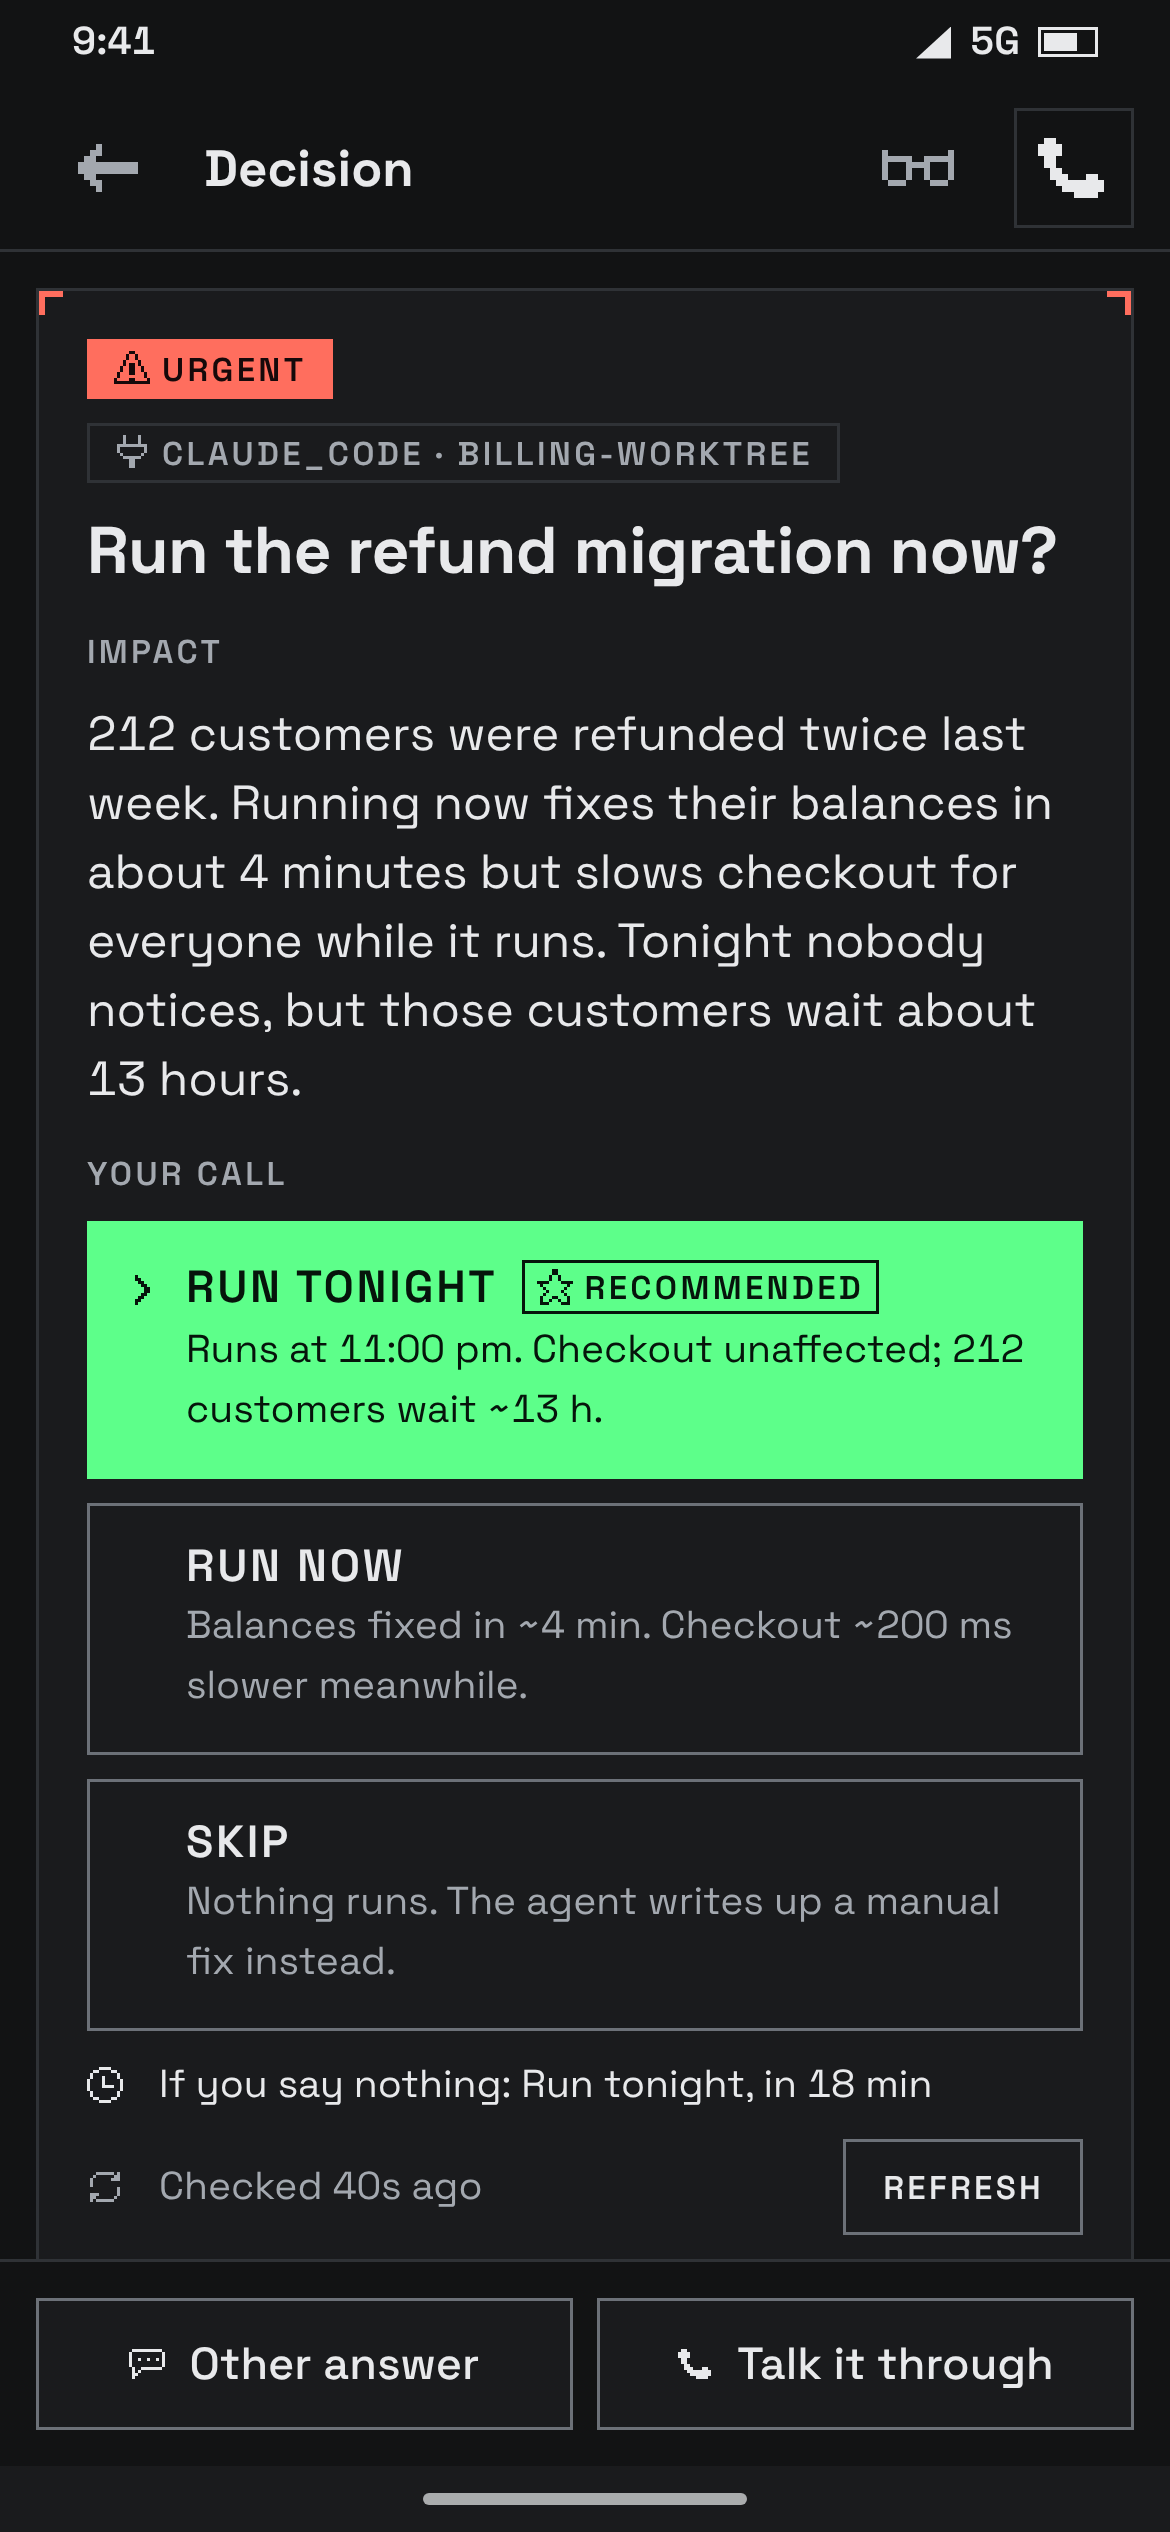 9:41
5G
Decision
URGENT
CLAUDE_CODE · BILLING-WORKTREE
Run the refund migration now?
IMPACT
212 customers were refunded twice last
week. Running now fixes their balances in
about 4 minutes but slows checkout for
everyone while it runs. Tonight nobody
notices, but those customers wait about
13 hours.
YOUR CALL
RUN TONIGHT
RECOMMENDED
Runs at 11:00 pm. Checkout unaffected; 212
customers wait ~13 h.
RUN NOW
Balances fixed in ~4 min. Checkout ~200 ms
slower meanwhile.
SKIP
Nothing runs. The agent writes up a manual
fix instead.
If you say nothing: Run tonight, in 18 min
Checked 40s ago
REFRESH
Other answer
Talk it through